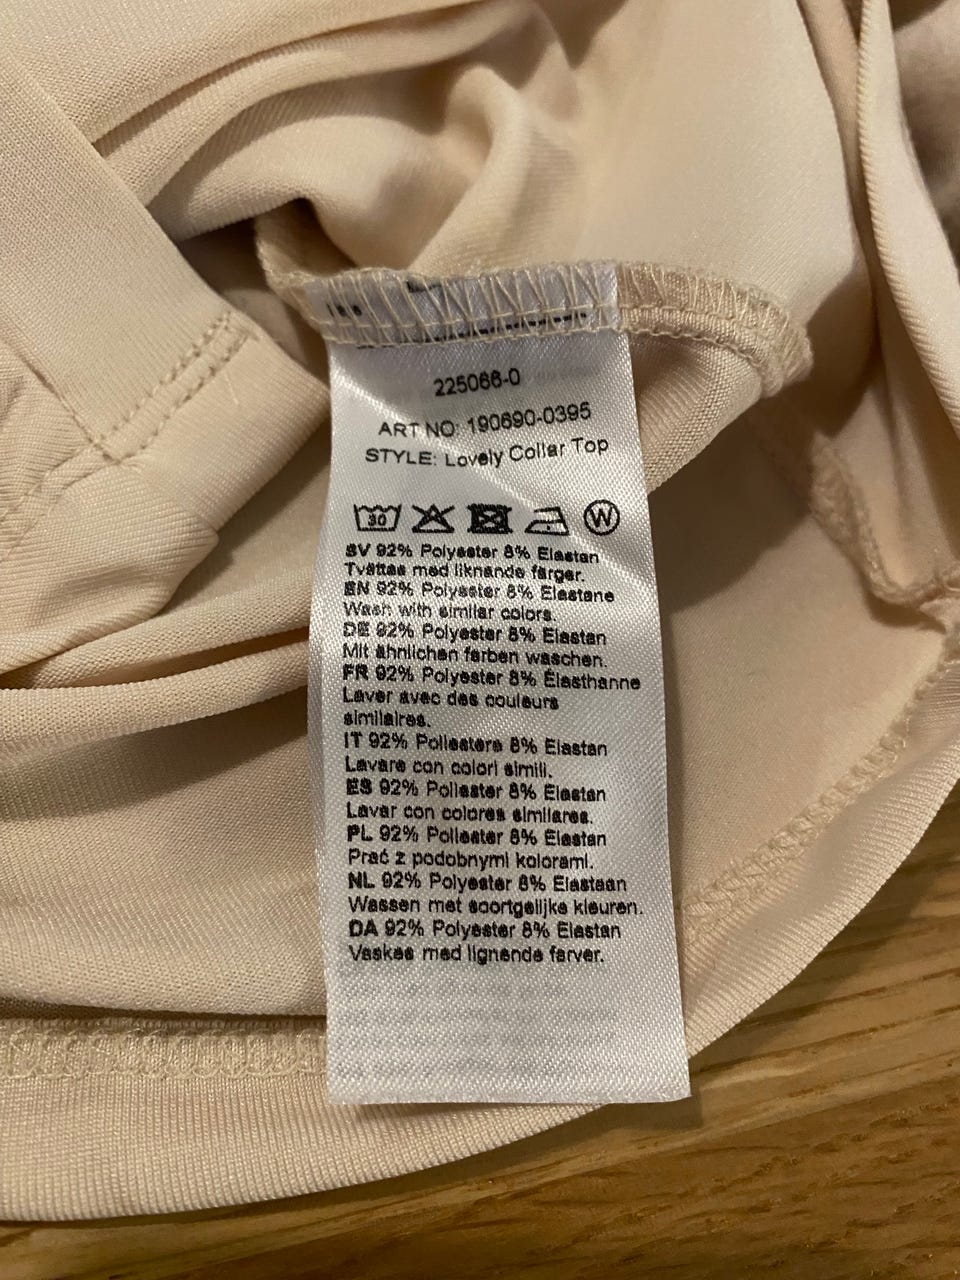 225066-0
ART NO: 190690-0395
STYLE: Lovely Collar Top
30 W
SV 92% Polyester 8% Elastan
Tvättas med liknande färger.
EN 92% Polyester 8% Elastane
Wash with similar colors.
DE 92% Polyester 8% Elastan
Mit ähnlichen farben waschen.
FR 92% Polyester 8% Élasthanne
Laver avec des couleurs
similaires.
IT 92% Poliestere 8% Elastan
Lavare con colori simili.
ES 92% Poliester 8% Elastan
Lavar con colores similares.
PL 92% Poliester 8% Elastan
Prać z podobnymi kolorami.
NL 92% Polyester 8% Elastaan
Wassen met soortgelijke kleuren.
DA 92% Polyester 8% Elastan
Vaskes med lignende farver.